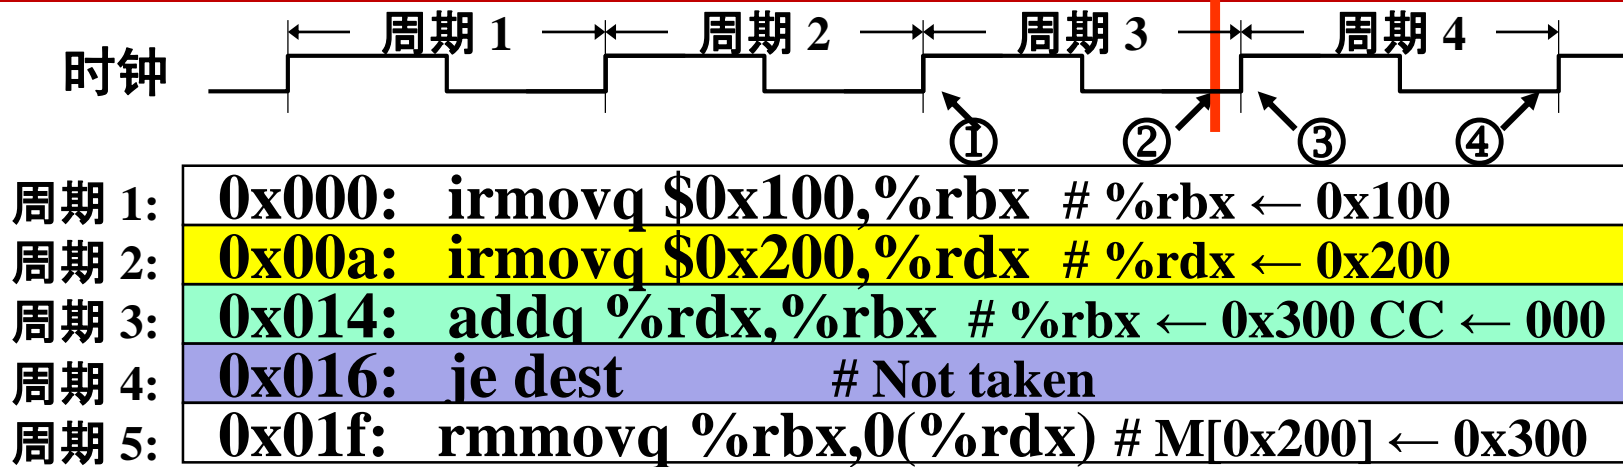 周期 1 周期 2 周期 3 周期 4
时钟
① ② ③ ④
周期 1: 0x000: irmovq $0x100,%rbx # %rbx ← 0x100
周期 2: 0x00a: irmovq $0x200,%rdx # %rdx ← 0x200
周期 3: 0x014: addq %rdx,%rbx # %rbx ← 0x300 CC ← 000
周期 4: 0x016: je dest # Not taken
周期 5: 0x01f: rmmovq %rbx,0(%rdx) # M[0x200] ← 0x300